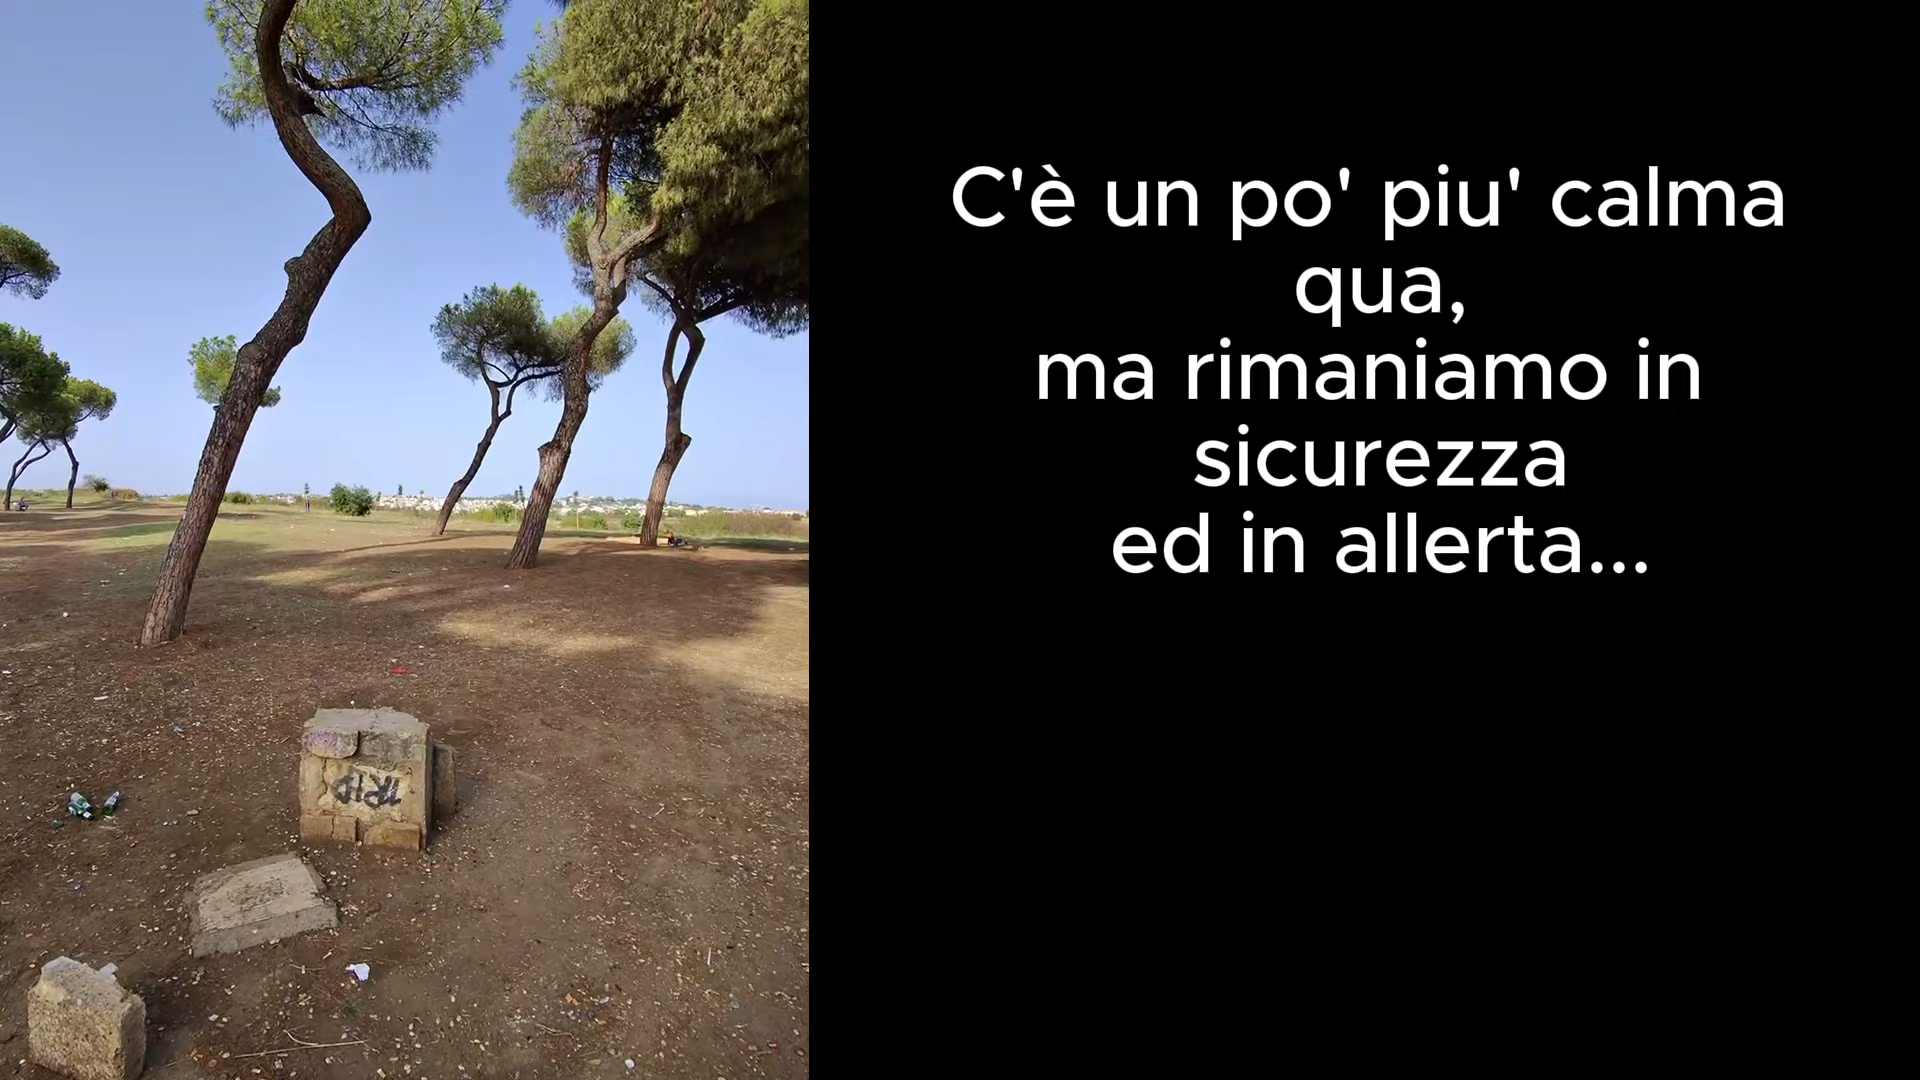 C'è un po' piu' calma
qua,
ma rimaniamo in
sicurezza
ed in allerta...